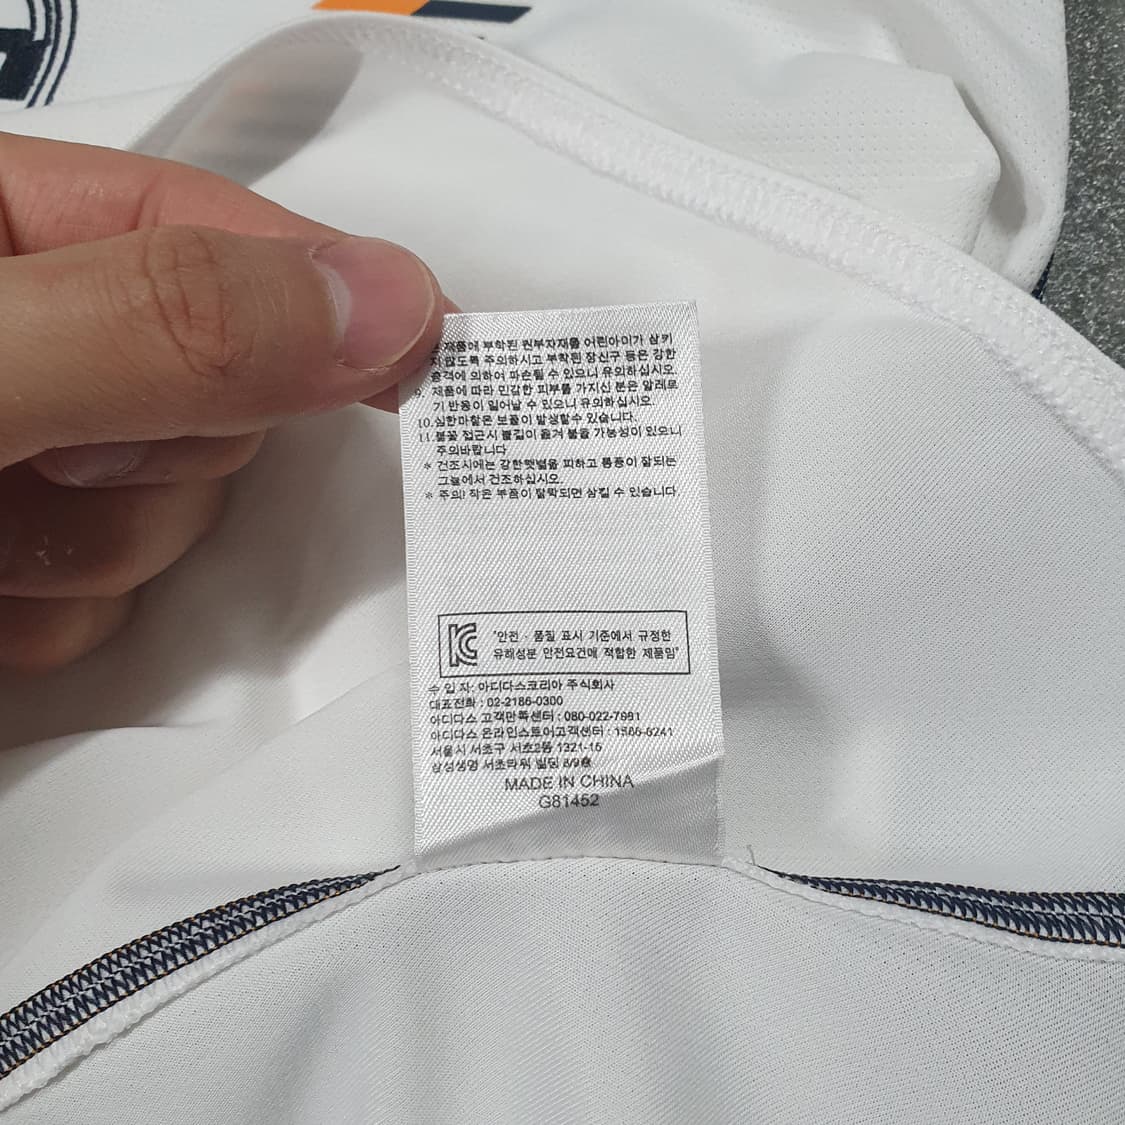 제품에 부착된 원부자재를 어린아이가 삼키
지 않도록 주의하시고 부착된 장신구 등은 강한
충격에 의하여 파손될 수 있으니 유의하십시오.
9. 제품에 따라 민감한 피부를 가지신 분은 알레르
기 반응이 일어날 수 있으니 유의하십시오.
10.심한마찰은 보풀이 발생할수 있습니다.
11.불꽃 접근시 불길이 옮겨 붙을 가능성이 있으니
주의바랍니다
* 건조시에는 강한햇볕을 피하고 통풍이 잘되는
그늘에서 건조하십시오.
* 주의! 작은 부품이 탈락되면 삼킬 수 있습니다.
KC
"안전 · 품질 표시 기준에서 규정한
유해성분 안전요건에 적합한 제품임"
수 입 자: 아디다스코리아 주식회사
대표전화 : 02-2186-0300
아디다스 고객만족센터 : 080-022-7991
아디다스 온라인스토어고객센터 : 1566-6241
서울시 서초구 서초2동 1321-15
삼성생명 서초타워 빌딩 8/9층
MADE IN CHINA
G81452